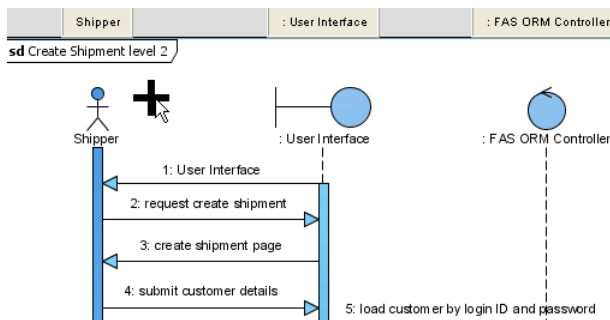 Shipper
: User Interface
: FAS ORM Controller
sd Create Shipment level 2
Shipper
: User Interface
: FAS ORM Controller
1: User Interface
2: request create shipment
3: create shipment page
4: submit customer details
5: load customer by login ID and password